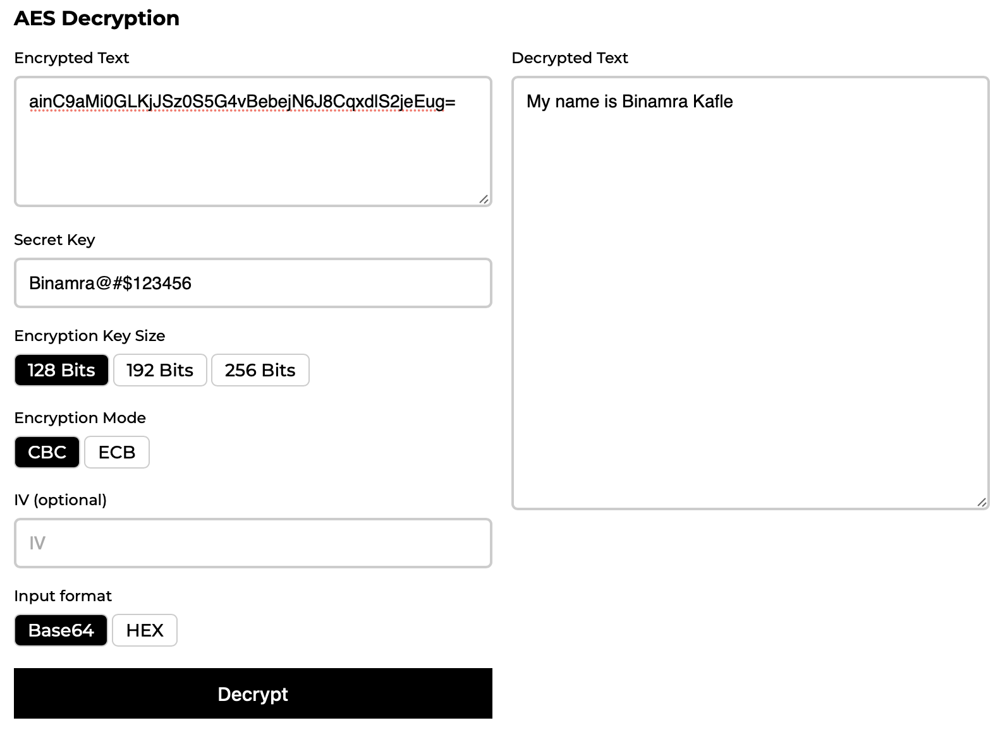 AES Decryption
Encrypted Text
ainC9aMi0GLKjJSz0S5G4vBebejN6J8CqxdlS2jeEug=
Secret Key
Binamra@#$123456
Encryption Key Size
128 Bits 192 Bits 256 Bits
Encryption Mode
CBC ECB
IV (optional)
IV
Input format
Base64 HEX
Decrypt
Decrypted Text
My name is Binamra Kafle